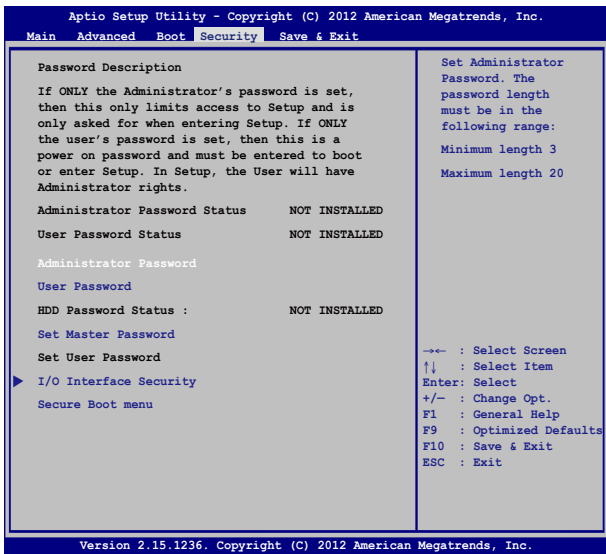 Aptio Setup Utility - Copyright (C) 2012 American Megatrends, Inc.
Main Advanced Boot Security Save & Exit
Password Description
If ONLY the Administrator's password is set,
then this only limits access to Setup and is
only asked for when entering Setup. If ONLY
the user's password is set, then this is a
power on password and must be entered to boot
or enter Setup. In Setup, the User will have
Administrator rights.
Administrator Password Status NOT INSTALLED
User Password Status NOT INSTALLED
Administrator Password
User Password
HDD Password Status : NOT INSTALLED
Set Master Password
Set User Password
I/O Interface Security
Secure Boot menu
Set Administrator
Password. The
password length
must be in the
following range:
Minimum length 3
Maximum length 20
→← : Select Screen
↑↓ : Select Item
Enter: Select
+/— : Change Opt.
F1 : General Help
F9 : Optimized Defaults
F10 : Save & Exit
ESC : Exit
Version 2.15.1236. Copyright (C) 2012 American Megatrends, Inc.